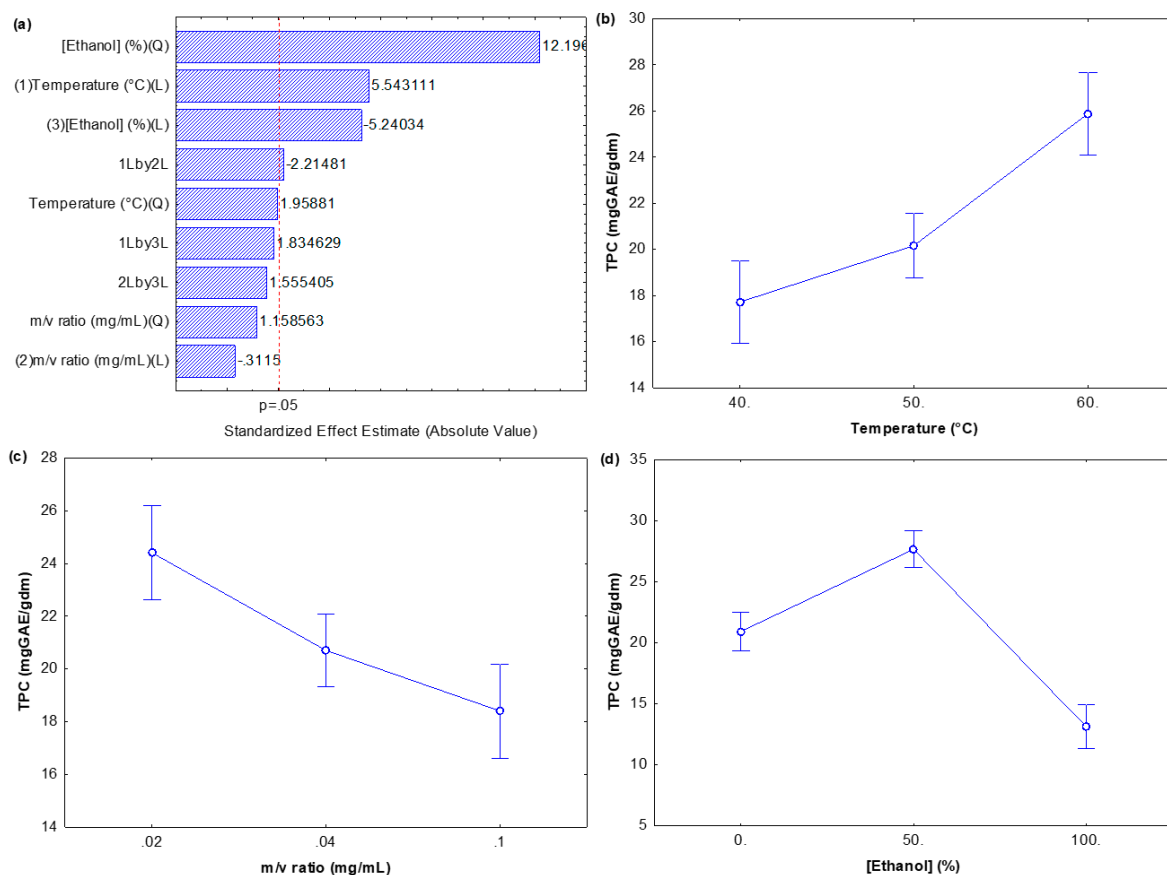 (a)
[Ethanol] (%)(Q)
12.196
(1)Temperature (°C)(L)
5.543111
(3)[Ethanol] (%)(L)
-5.24034
1Lby2L
-2.21481
Temperature (°C)(Q)
1.95881
1Lby3L
1.834629
2Lby3L
1.555405
m/v ratio (mg/mL)(Q)
1.158563
(2)m/v ratio (mg/mL)(L)
-.3115
p=.05
Standardized Effect Estimate (Absolute Value)
(b)
28
26
24
22
20
18
16
14
TPC (mgGAE/gdm)
40.
50.
60.
Temperature (°C)
(c)
28
26
24
22
20
18
16
14
TPC (mgGAE/gdm)
.02
.04
.1
m/v ratio (mg/mL)
(d)
35
30
25
20
15
10
5
TPC (mgGAE/gdm)
0.
50.
100.
[Ethanol] (%)